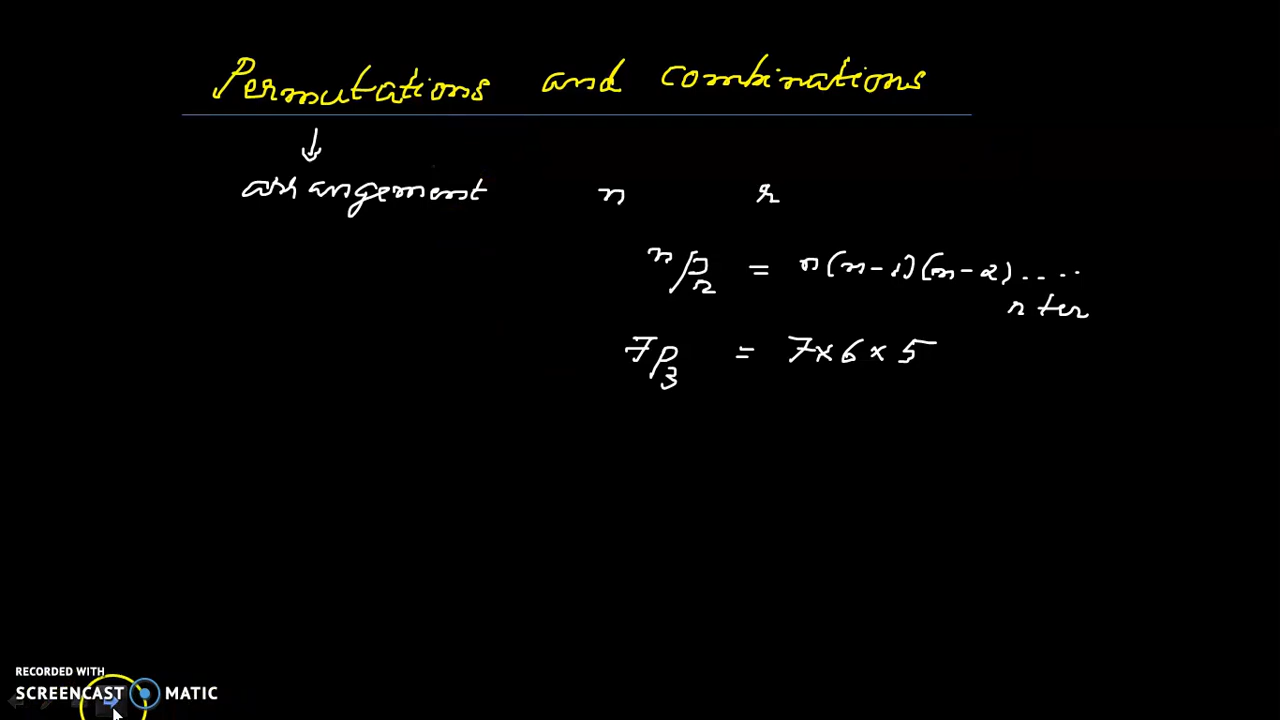 Permutations and combinations
↓
arrangement n r
ⁿPᵣ = n(n-1)(n-2)....
r ter
⁷P₃ = 7×6×5
RECORDED WITH
SCREENCAST MATIC